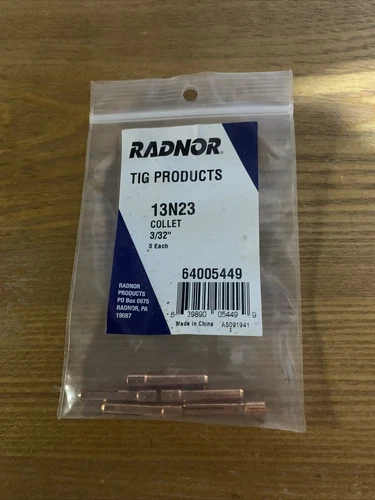 RADNOR
TIG PRODUCTS
13N23
COLLET
3/32"
5 Each
64005449
RADNOR
PRODUCTS
PO Box 6675
RADNOR, PA
19087
6 39890 05449 9
Made in China AS091941
E